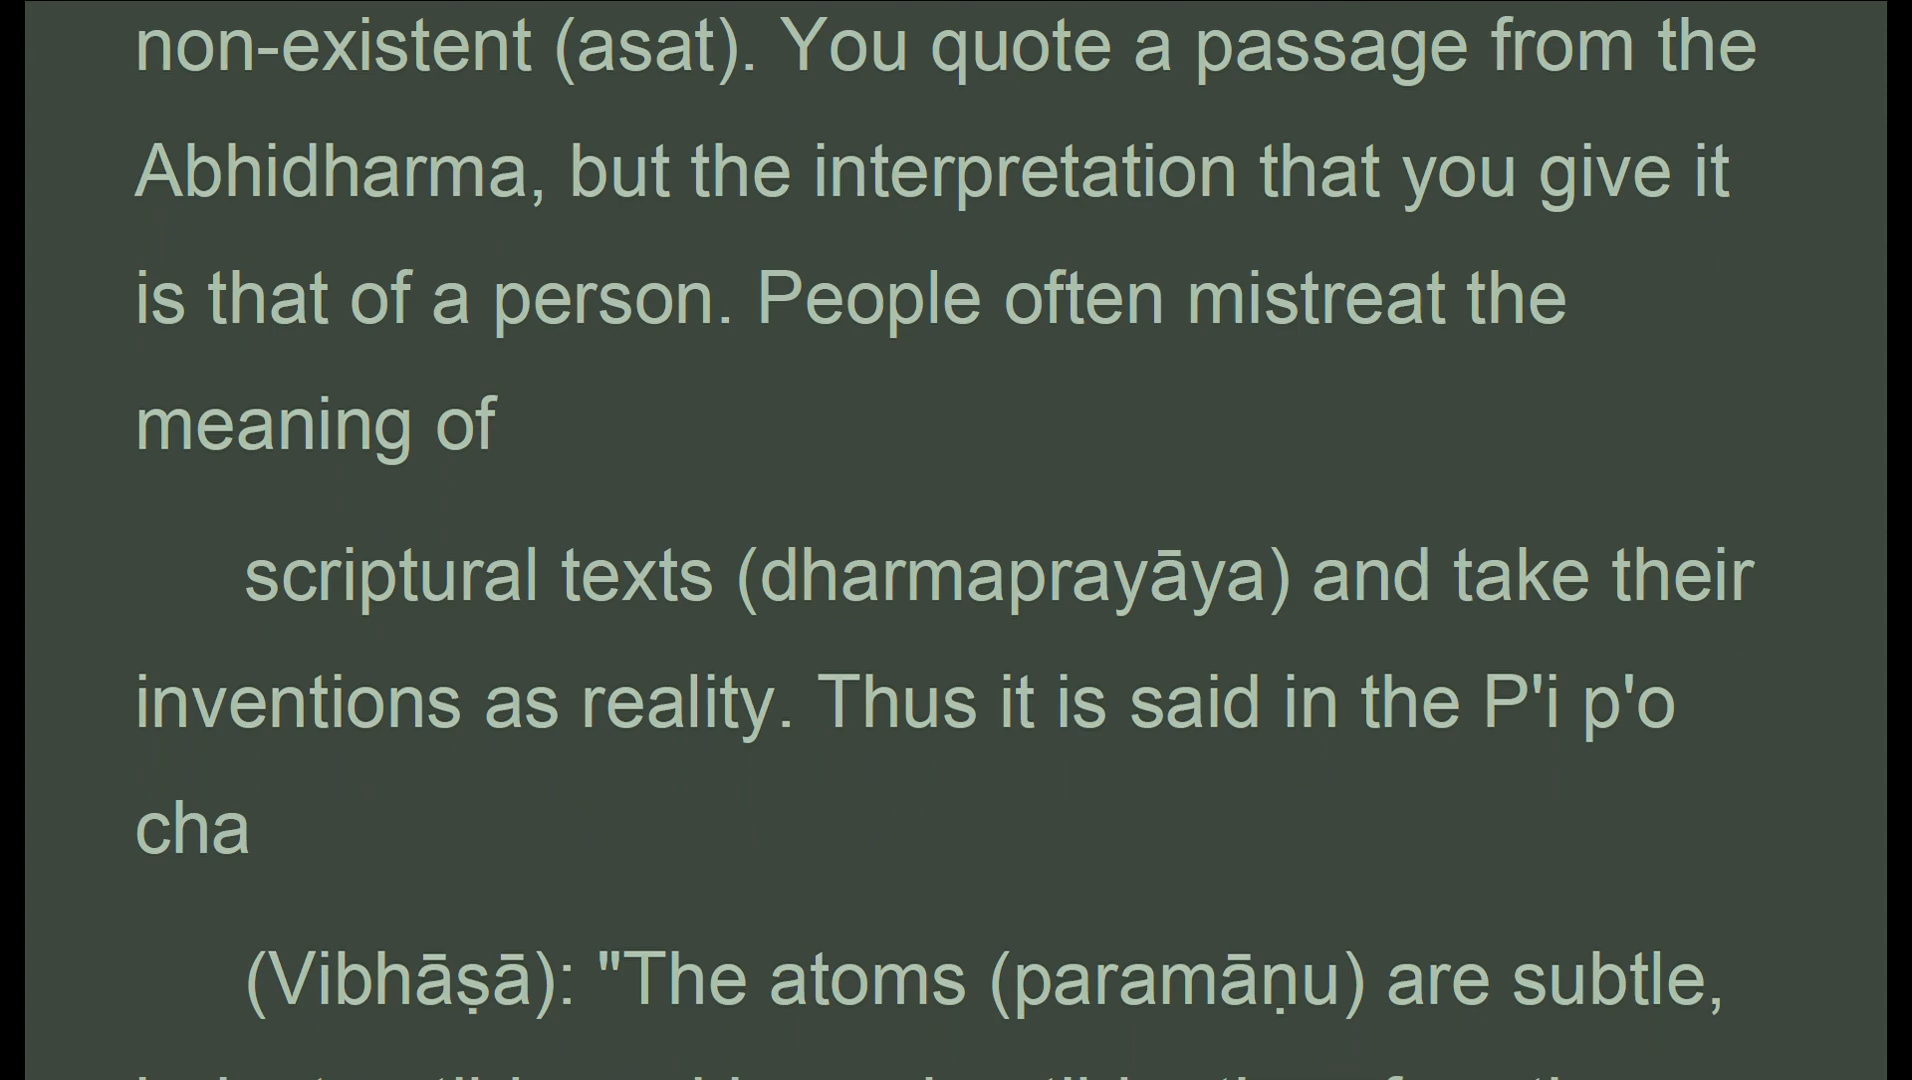 non-existent (asat). You quote a passage from the
Abhidharma, but the interpretation that you give it
is that of a person. People often mistreat the
meaning of
scriptural texts (dharmaprayāya) and take their
inventions as reality. Thus it is said in the P'i p'o
cha
(Vibhāṣā): "The atoms (paramāṇu) are subtle,